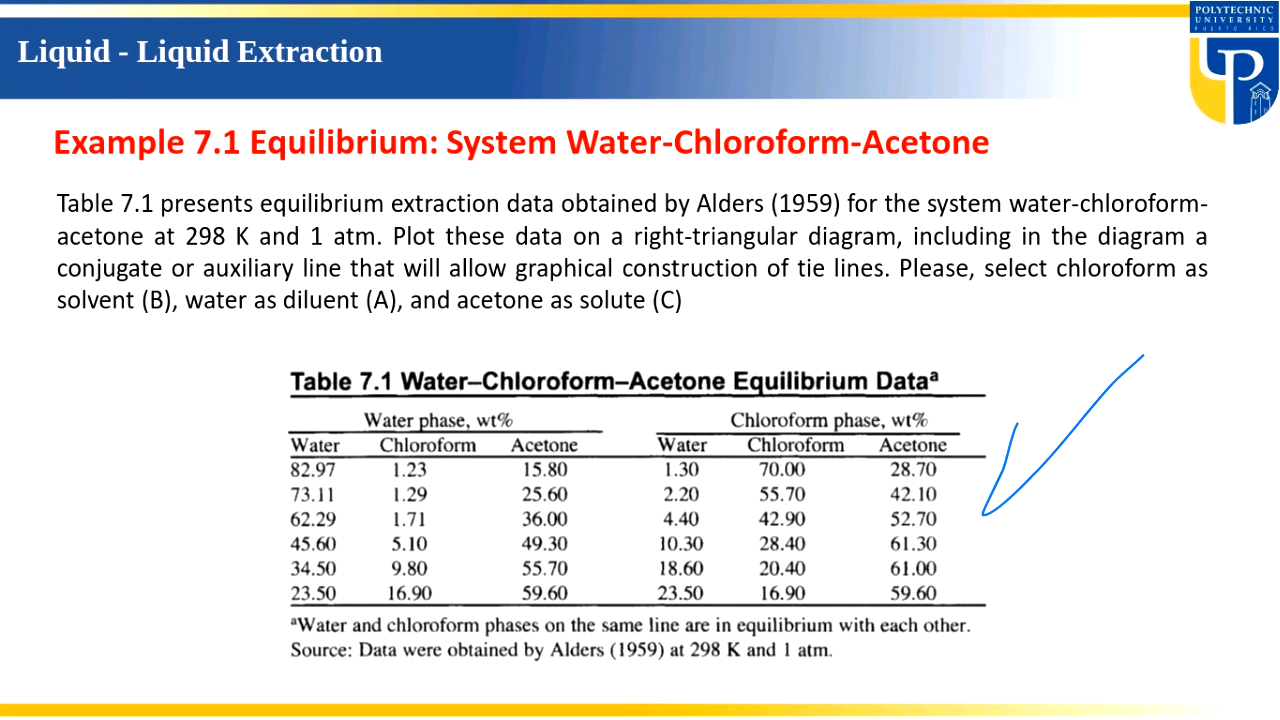 POLYTECHNIC
UNIVERSITY
PUERTO RICO
Liquid - Liquid Extraction
Example 7.1 Equilibrium: System Water-Chloroform-Acetone
Table 7.1 presents equilibrium extraction data obtained by Alders (1959) for the system water-chloroform-
acetone at 298 K and 1 atm. Plot these data on a right-triangular diagram, including in the diagram a
conjugate or auxiliary line that will allow graphical construction of tie lines. Please, select chloroform as
solvent (B), water as diluent (A), and acetone as solute (C)
Table 7.1 Water–Chloroform–Acetone Equilibrium Dataª
Water phase, wt% Chloroform phase, wt%
Water Chloroform Acetone Water Chloroform Acetone
82.97 1.23 15.80 1.30 70.00 28.70
73.11 1.29 25.60 2.20 55.70 42.10
62.29 1.71 36.00 4.40 42.90 52.70
45.60 5.10 49.30 10.30 28.40 61.30
34.50 9.80 55.70 18.60 20.40 61.00
23.50 16.90 59.60 23.50 16.90 59.60
ªWater and chloroform phases on the same line are in equilibrium with each other.
Source: Data were obtained by Alders (1959) at 298 K and 1 atm.